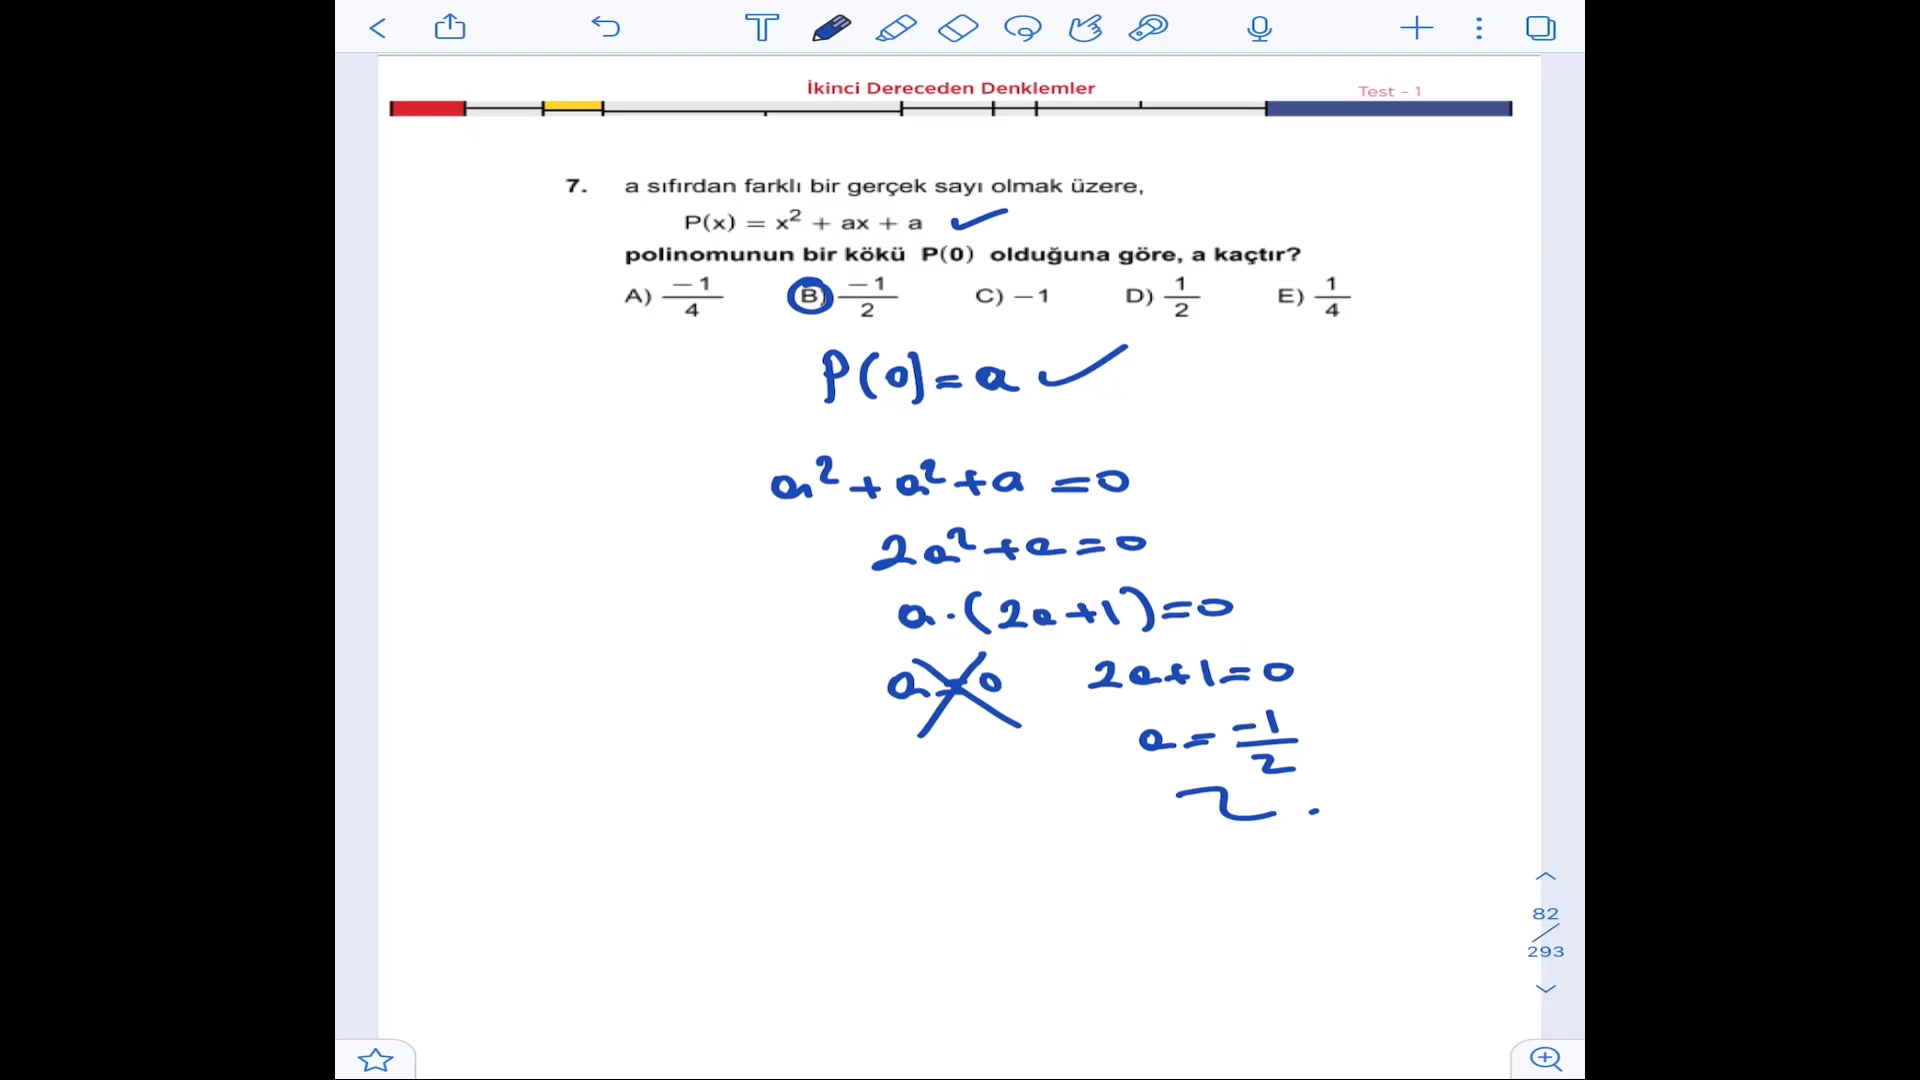 İkinci Dereceden Denklemler
Test - 1
7. a sıfırdan farklı bir gerçek sayı olmak üzere,
P(x) = x² + ax + a
polinomunun bir kökü P(0) olduğuna göre, a kaçtır?
A) −1/4 B) −1/2 C) −1 D) 1/2 E) 1/4
P(0) = a
a² + a² + a = 0
2a² + a = 0
a · (2a + 1) = 0
a = 0 2a + 1 = 0
a = −1/2
82
/
293